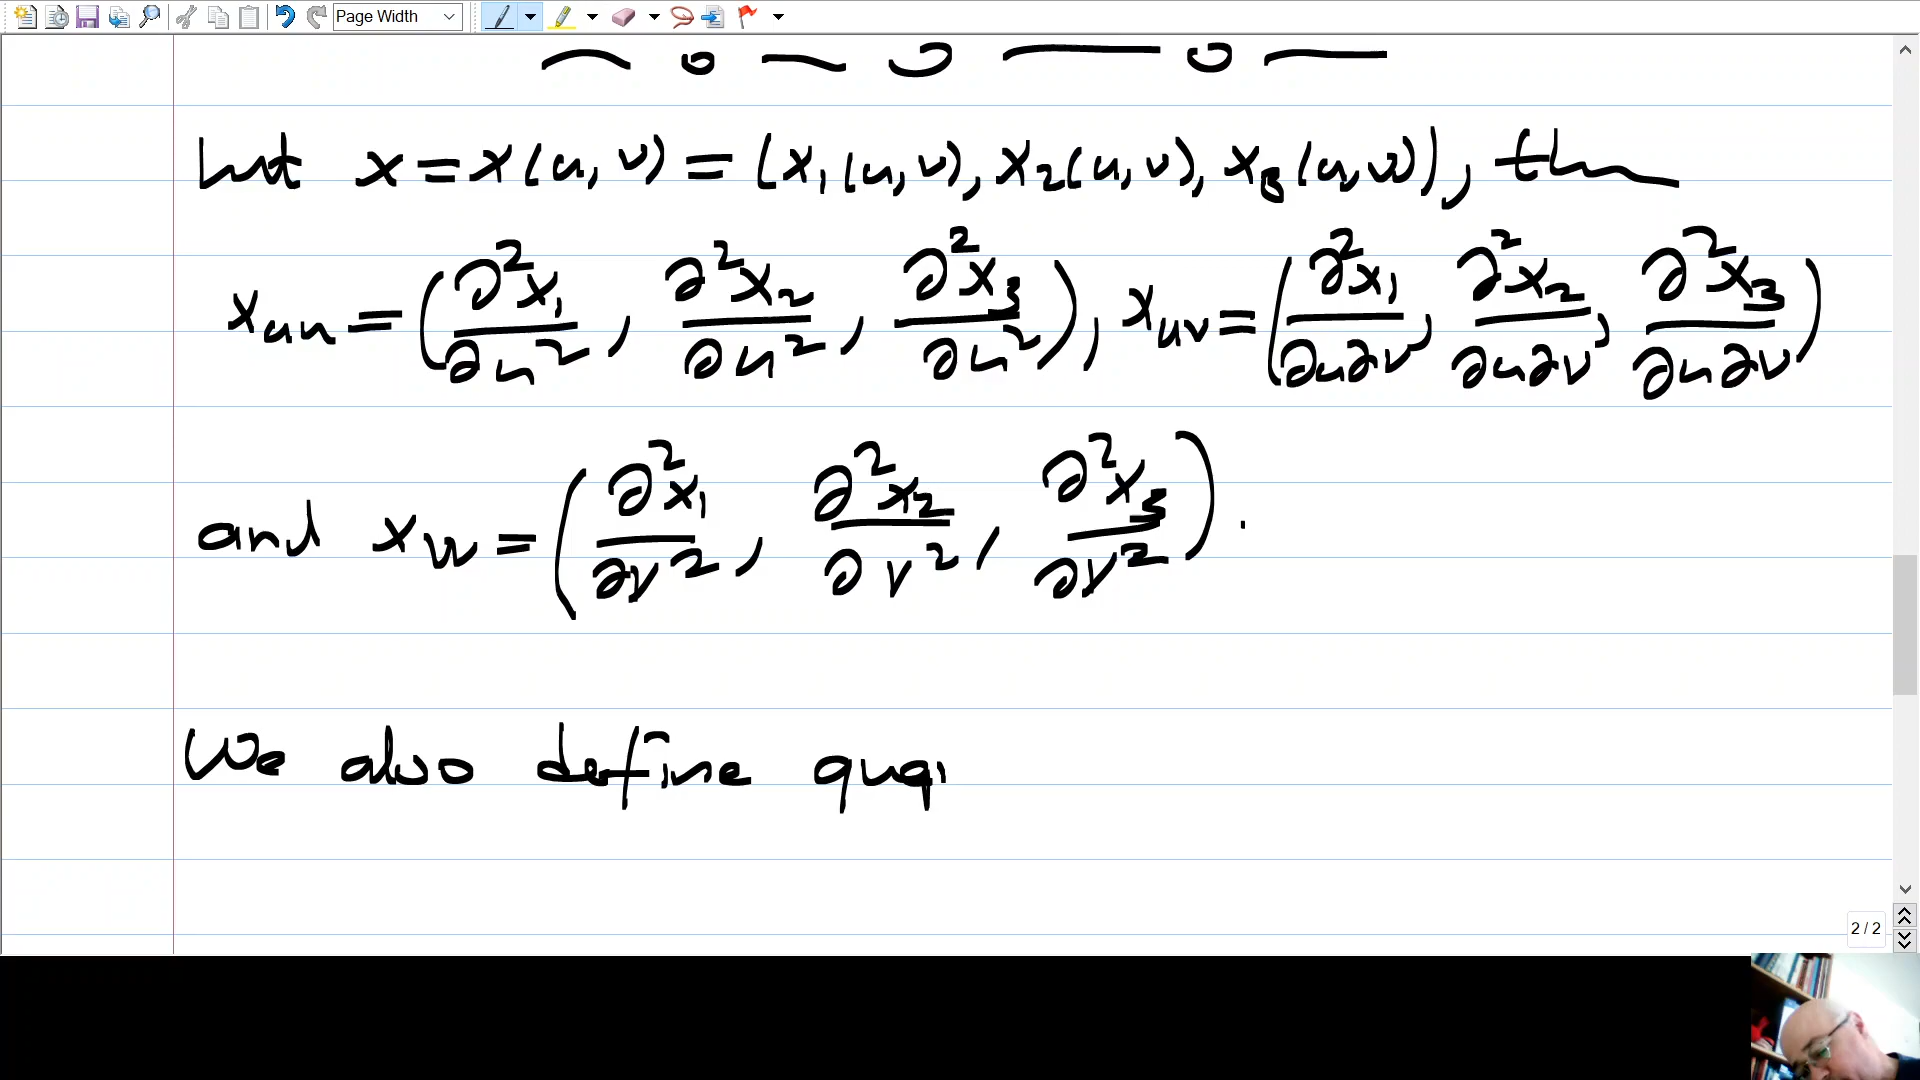 Page Width
Let x = x(u, v) = (x₁(u, v), x₂(u, v), x₃(u, v)), then
x_uu = (∂²x₁/∂u², ∂²x₂/∂u², ∂²x₃/∂u²), x_uv = (∂²x₁/∂u∂v, ∂²x₂/∂u∂v, ∂²x₃/∂u∂v)
and x_vv = (∂²x₁/∂v², ∂²x₂/∂v², ∂²x₃/∂v²).
We also define qua
2 / 2